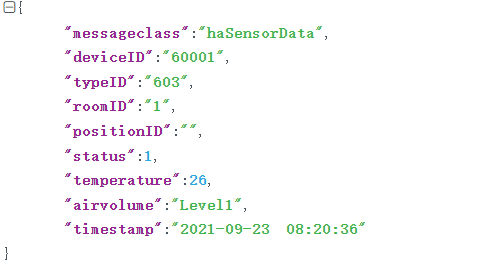 {
"messageclass":"haSensorData",
"deviceID":"60001",
"typeID":"603",
"roomID":"1",
"positionID":"",
"status":1,
"temperature":26,
"airvolume":"Level1",
"timestamp":"2021-09-23  08:20:36"
}